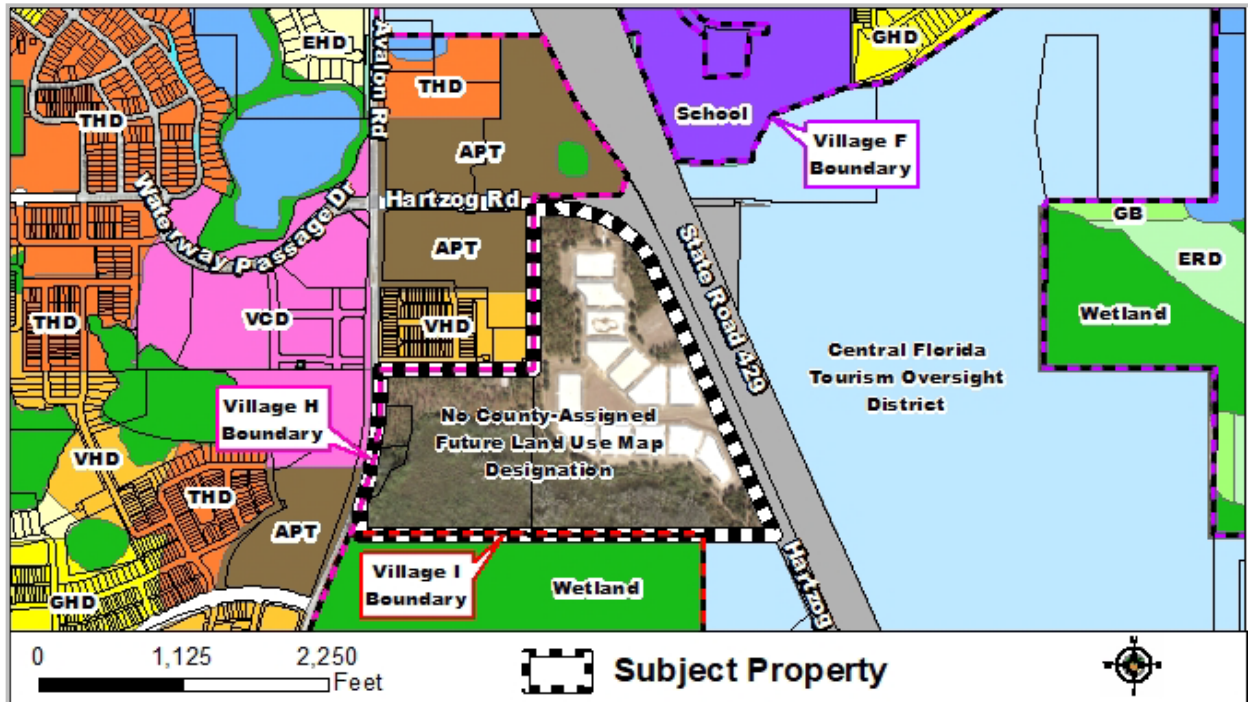 EHD
Avalon Rd
GHD
THD
THD
School
Village F
Boundary
APT
Hartzog Rd
Waterway Passage Dr
GB
State Road 429
APT
ERD
Wetland
THD
VCD
VHD
Central Florida
Tourism Oversight
District
Village H
Boundary
No County-Assigned
Future Land Use Map
Designation
VHD
THD
APT
Village I
Boundary
Wetland
Hartzog
GHD
0 1,125 2,250
Feet
Subject Property
N